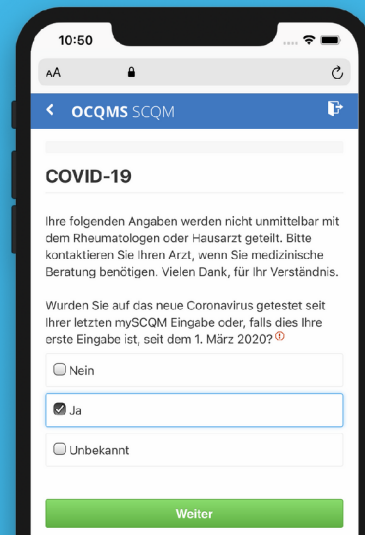 10:50
AA
OCQMS SCQM
COVID-19
Ihre folgenden Angaben werden nicht unmittelbar mit
dem Rheumatologen oder Hausarzt geteilt. Bitte
kontaktieren Sie Ihren Arzt, wenn Sie medizinische
Beratung benötigen. Vielen Dank, für Ihr Verständnis.
Wurden Sie auf das neue Coronavirus getestet seit
Ihrer letzten mySCQM Eingabe oder, falls dies Ihre
erste Eingabe ist, seit dem 1. März 2020?
Nein
Ja
Unbekannt
Weiter